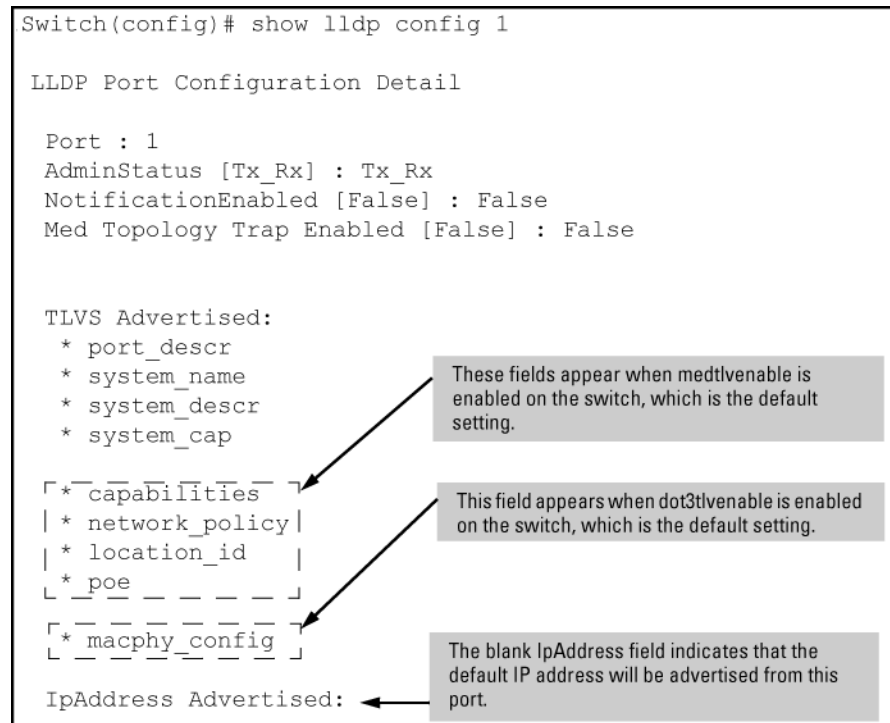 Switch(config)# show lldp config 1
LLDP Port Configuration Detail
Port : 1
AdminStatus [Tx_Rx] : Tx_Rx
NotificationEnabled [False] : False
Med Topology Trap Enabled [False] : False
TLVS Advertised:
* port_descr
* system_name
* system_descr
* system_cap
These fields appear when medtlvenable is
enabled on the switch, which is the default
setting.
* capabilities
* network_policy
* location_id
* poe
This field appears when dot3tlvenable is enabled
on the switch, which is the default setting.
* macphy_config
IpAddress Advertised:
The blank IpAddress field indicates that the
default IP address will be advertised from this
port.